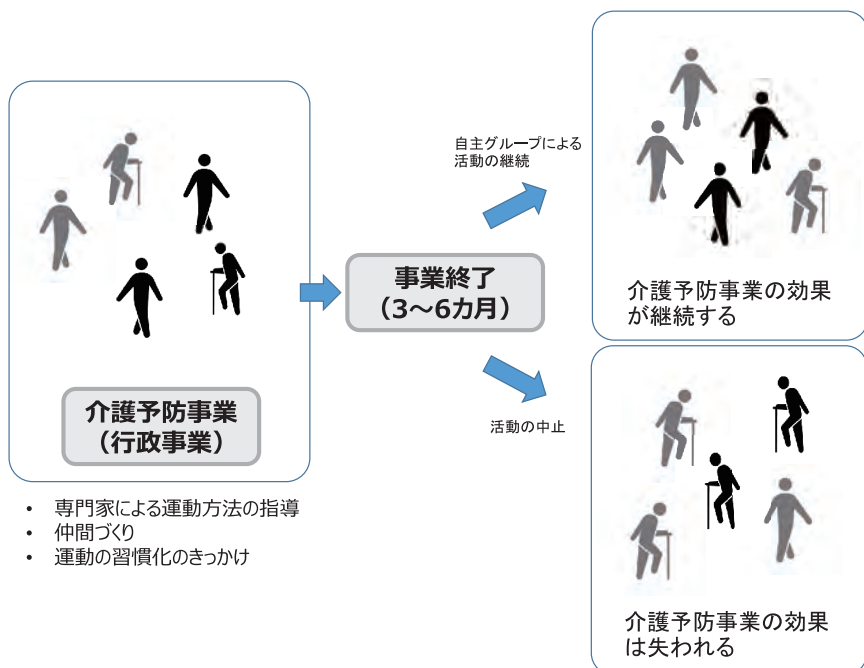 介護予防事業
（行政事業）
• 専門家による運動方法の指導
• 仲間づくり
• 運動の習慣化のきっかけ
事業終了
（3～6カ月）
自主グループによる
活動の継続
介護予防事業の効果
が継続する
活動の中止
介護予防事業の効果
は失われる